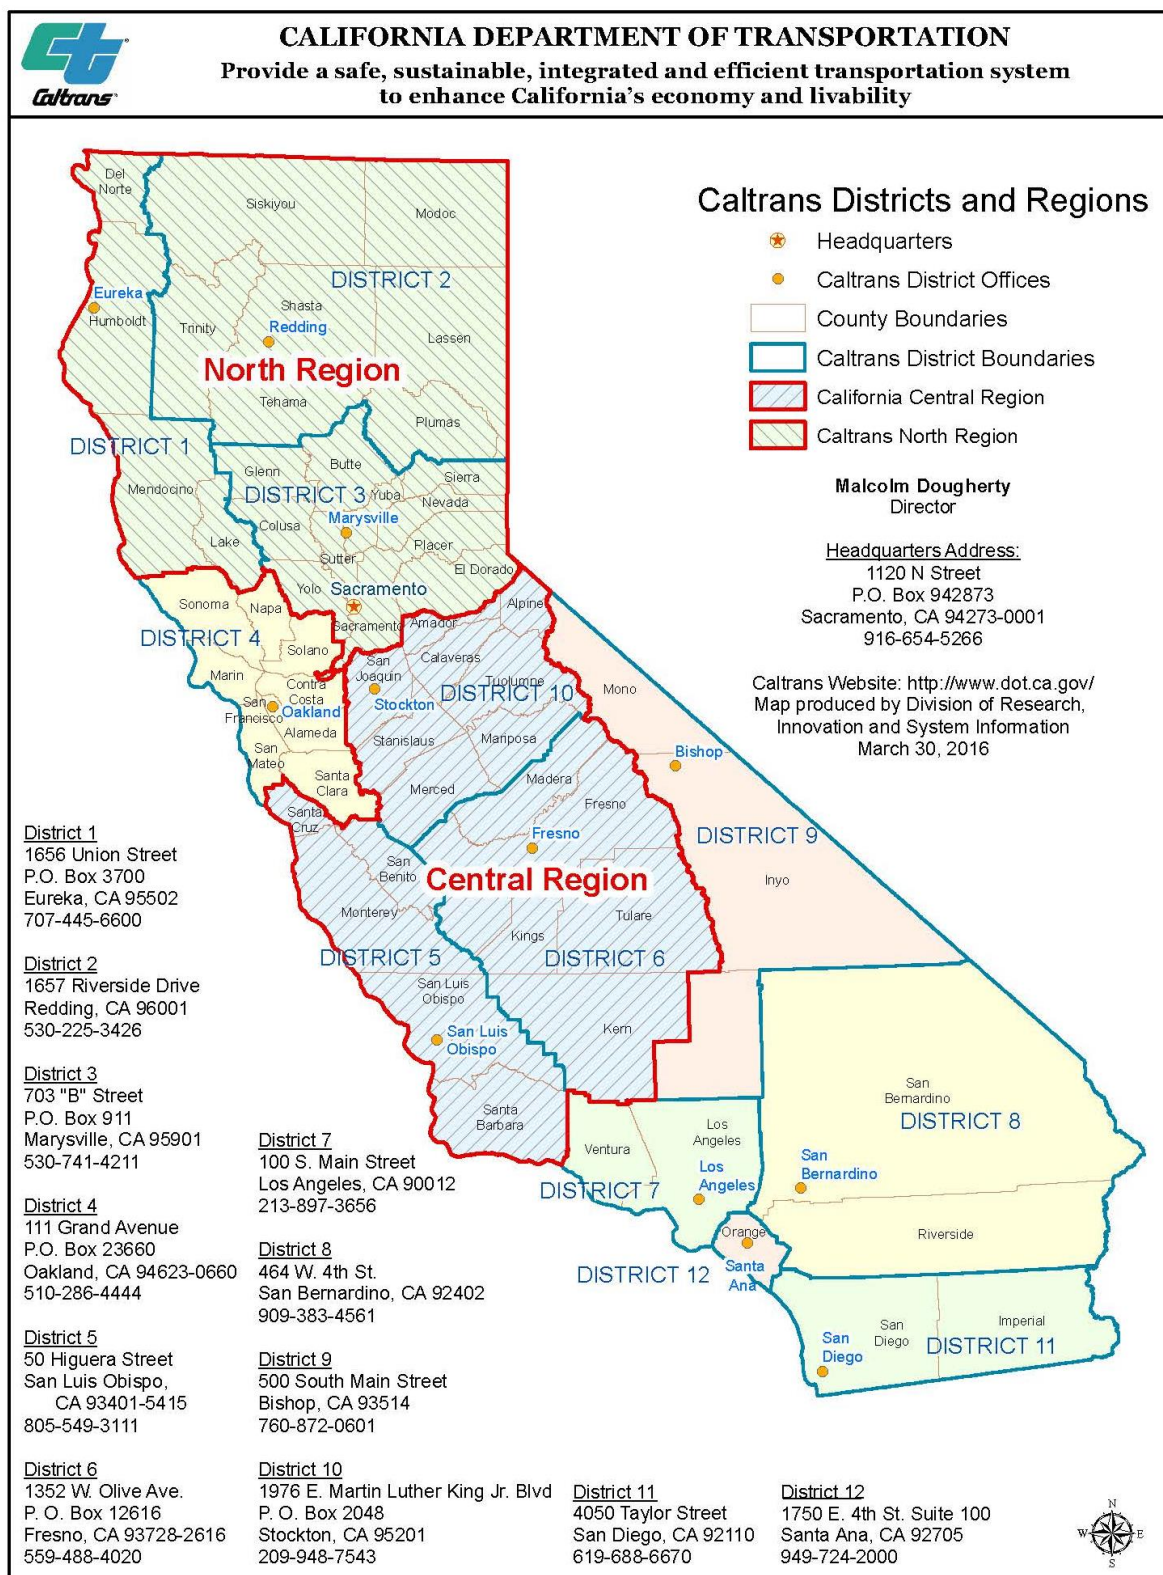 Caltrans
CALIFORNIA DEPARTMENT OF TRANSPORTATION
Provide a safe, sustainable, integrated and efficient transportation system
to enhance California's economy and livability
Caltrans Districts and Regions
Headquarters
Caltrans District Offices
County Boundaries
Caltrans District Boundaries
California Central Region
Caltrans North Region
Malcolm Dougherty
Director
Headquarters Address:
1120 N Street
P.O. Box 942873
Sacramento, CA 94273-0001
916-654-5266
Caltrans Website: http://www.dot.ca.gov/
Map produced by Division of Research,
Innovation and System Information
March 30, 2016
Del
Norte
Siskiyou
Modoc
DISTRICT 2
Eureka
Humboldt
Trinity
Shasta
Redding
Lassen
North Region
Tehama
Plumas
DISTRICT 1
Mendocino
Lake
Glenn
Butte
Sierra
DISTRICT 3
Yuba
Nevada
Colusa
Marysville
Placer
Sutter
El Dorado
Yolo
Sacramento
Sacramento
Sonoma
Napa
DISTRICT 4
Solano
Marin
Contra
Costa
San
Francisco
Oakland
Alameda
San
Mateo
Santa
Clara
Alpine
Amador
Calaveras
San
Joaquin
Tuolumne
DISTRICT 10
Stockton
Stanislaus
Mariposa
Merced
Mono
Bishop
DISTRICT 9
Inyo
Madera
Fresno
Fresno
Santa
Cruz
San
Benito
Central Region
Monterey
Tulare
Kings
DISTRICT 5
DISTRICT 6
San Luis
Obispo
Kern
San Luis
Obispo
Santa
Barbara
San
Bernardino
DISTRICT 8
Ventura
Los
Angeles
Los
Angeles
DISTRICT 7
San
Bernardino
Orange
Santa
Ana
DISTRICT 12
Riverside
San
Diego
Imperial
San
Diego
DISTRICT 11
District 1
1656 Union Street
P.O. Box 3700
Eureka, CA 95502
707-445-6600
District 2
1657 Riverside Drive
Redding, CA 96001
530-225-3426
District 3
703 "B" Street
P.O. Box 911
Marysville, CA 95901
530-741-4211
District 4
111 Grand Avenue
P.O. Box 23660
Oakland, CA 94623-0660
510-286-4444
District 5
50 Higuera Street
San Luis Obispo,
CA 93401-5415
805-549-3111
District 6
1352 W. Olive Ave.
P. O. Box 12616
Fresno, CA 93728-2616
559-488-4020
District 7
100 S. Main Street
Los Angeles, CA 90012
213-897-3656
District 8
464 W. 4th St.
San Bernardino, CA 92402
909-383-4561
District 9
500 South Main Street
Bishop, CA 93514
760-872-0601
District 10
1976 E. Martin Luther King Jr. Blvd
P. O. Box 2048
Stockton, CA 95201
209-948-7543
District 11
4050 Taylor Street
San Diego, CA 92110
619-688-6670
District 12
1750 E. 4th St. Suite 100
Santa Ana, CA 92705
949-724-2000
N
W E
S